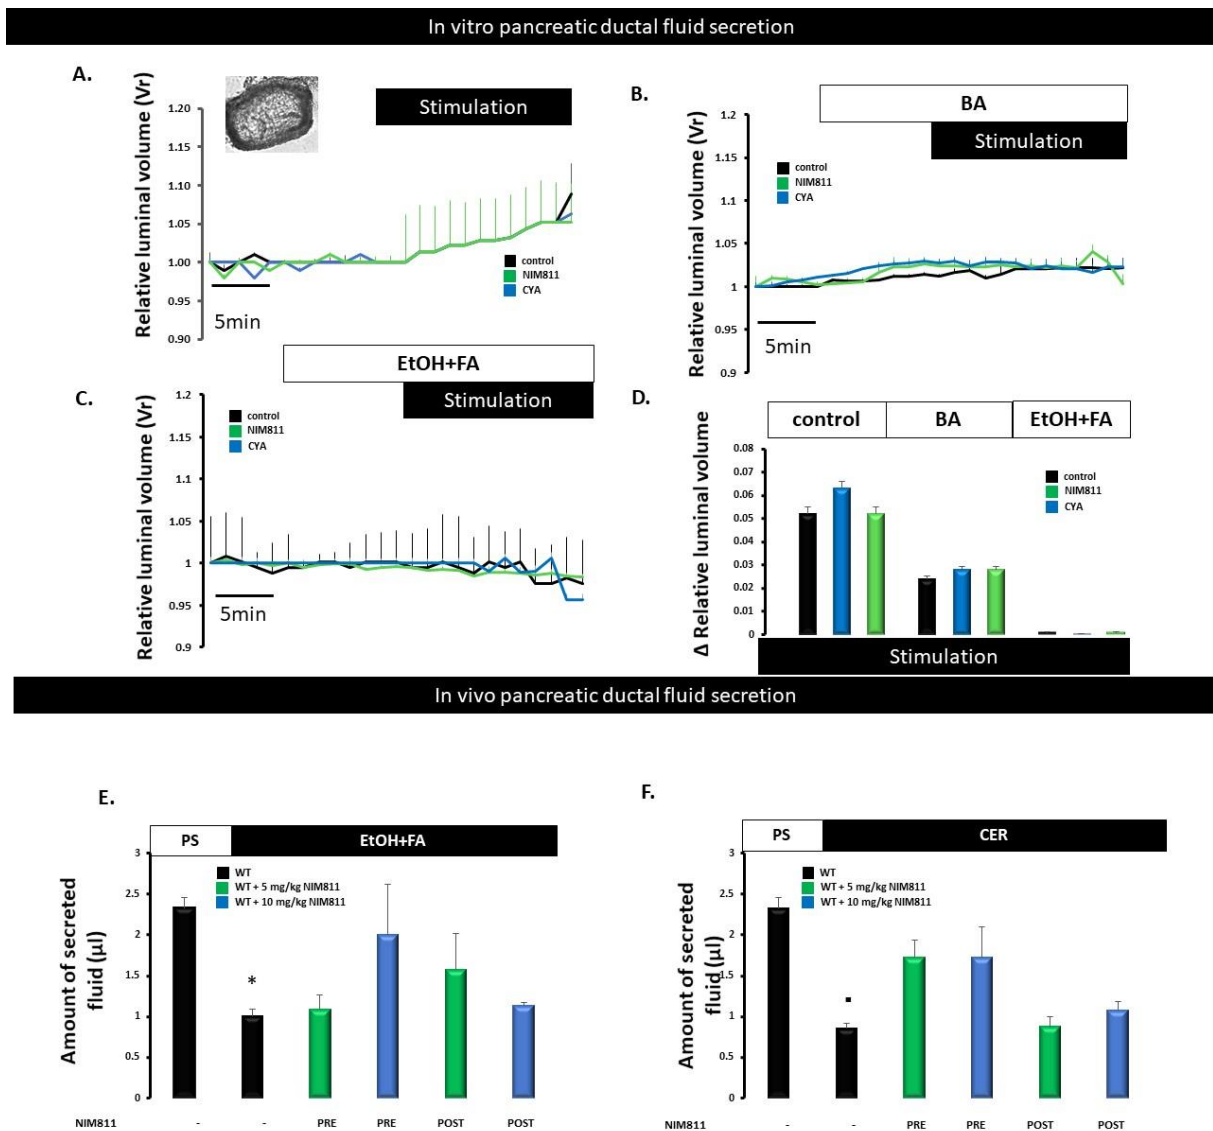 In vitro pancreatic ductal fluid secretion
A.
Relative luminal volume (Vr)
1.20
1.15
1.10
1.05
1.00
0.95
0.90
Stimulation
control
NIM811
CYA
5min
B.
Relative luminal volume (Vr)
1.2
1.15
1.1
1.05
1
0.95
0.9
BA
Stimulation
control
NIM811
CYA
5min
C.
Relative luminal volume (Vr)
1.2
1.15
1.1
1.05
1
0.95
0.9
EtOH+FA
Stimulation
control
NIM811
CYA
5min
D.
Δ Relative luminal volume
0.08
0.07
0.06
0.05
0.04
0.03
0.02
0.01
0
control BA EtOH+FA
control
NIM811
CYA
Stimulation
In vivo pancreatic ductal fluid secretion
E.
Amount of secreted
fluid (µl)
3
2.5
2
1.5
1
0.5
0
PS EtOH+FA
WT
WT + 5 mg/kg NIM811
WT + 10 mg/kg NIM811
*
NIM811 - - PRE PRE POST POST
F.
Amount of secreted
fluid (µl)
3
2.5
2
1.5
1
0.5
0
PS CER
WT
WT + 5 mg/kg NIM811
WT + 10 mg/kg NIM811
NIM811 - - PRE PRE POST POST